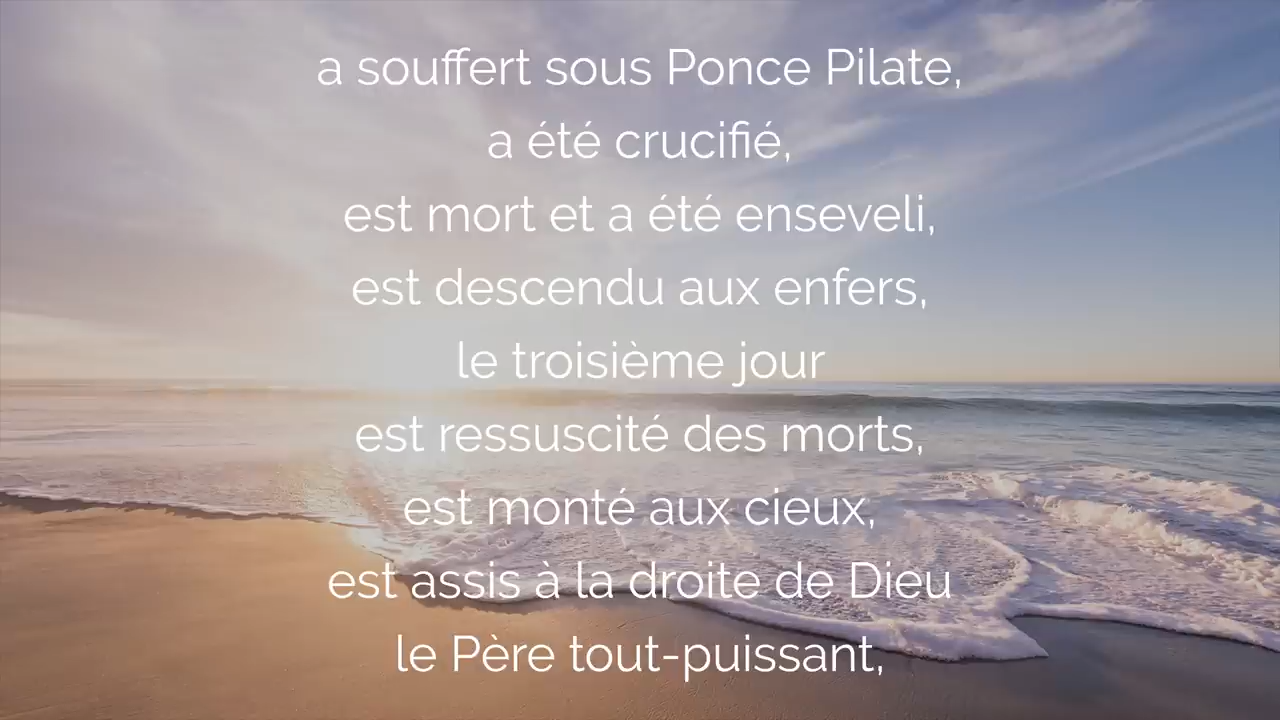 a souffert sous Ponce Pilate,
a été crucifié,
est mort et a été enseveli,
est descendu aux enfers,
le troisième jour
est ressuscité des morts,
est monté aux cieux,
est assis à la droite de Dieu
le Père tout-puissant,